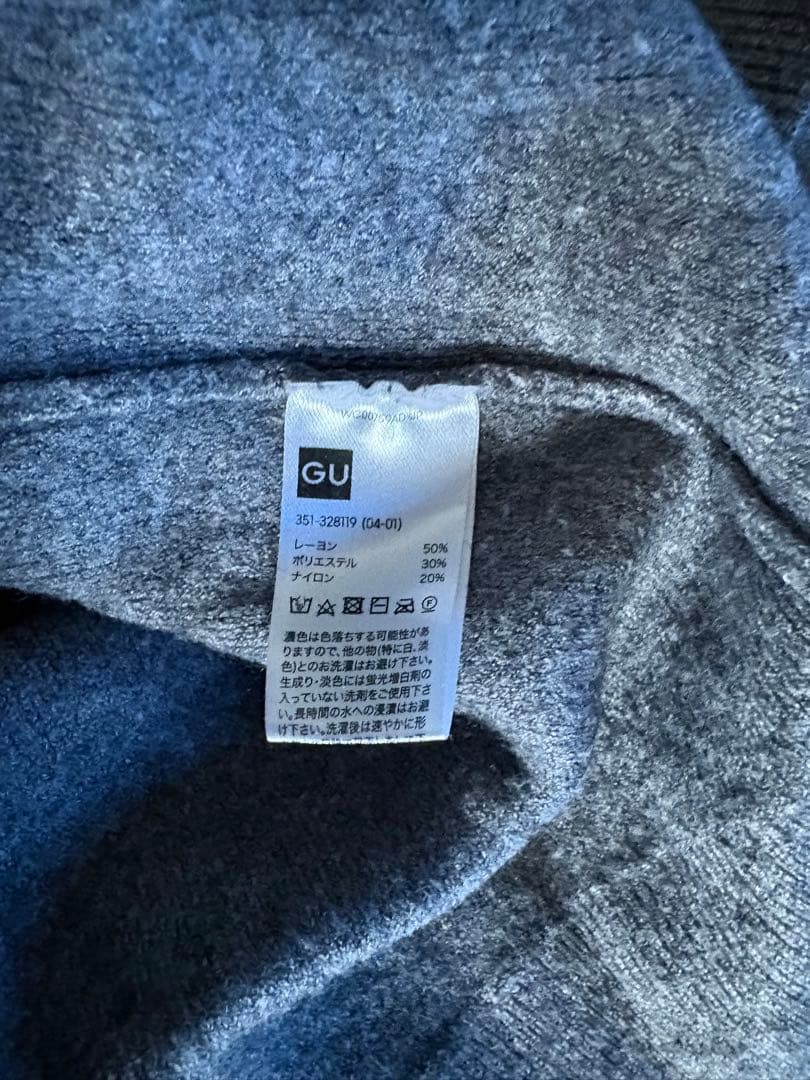 GU
351-328119 (04-01)
レーヨン 50%
ポリエステル 30%
ナイロン 20%
濃色は色落ちする可能性があ
りますので、他の物(特に白、淡
色)とのお洗濯はお避け下さい。
生成り・淡色には蛍光増白剤の
入っていない洗剤をご使用下さ
い。長時間の水への浸漬はお避
け下さい。洗濯後は速やかに形